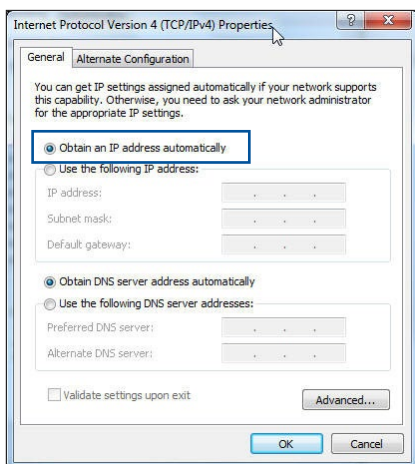 Internet Protocol Version 4 (TCP/IPv4) Properties
General
Alternate Configuration
You can get IP settings assigned automatically if your network supports
this capability. Otherwise, you need to ask your network administrator
for the appropriate IP settings.
Obtain an IP address automatically
Use the following IP address:
IP address:
Subnet mask:
Default gateway:
Obtain DNS server address automatically
Use the following DNS server addresses:
Preferred DNS server:
Alternate DNS server:
Validate settings upon exit
Advanced...
OK
Cancel